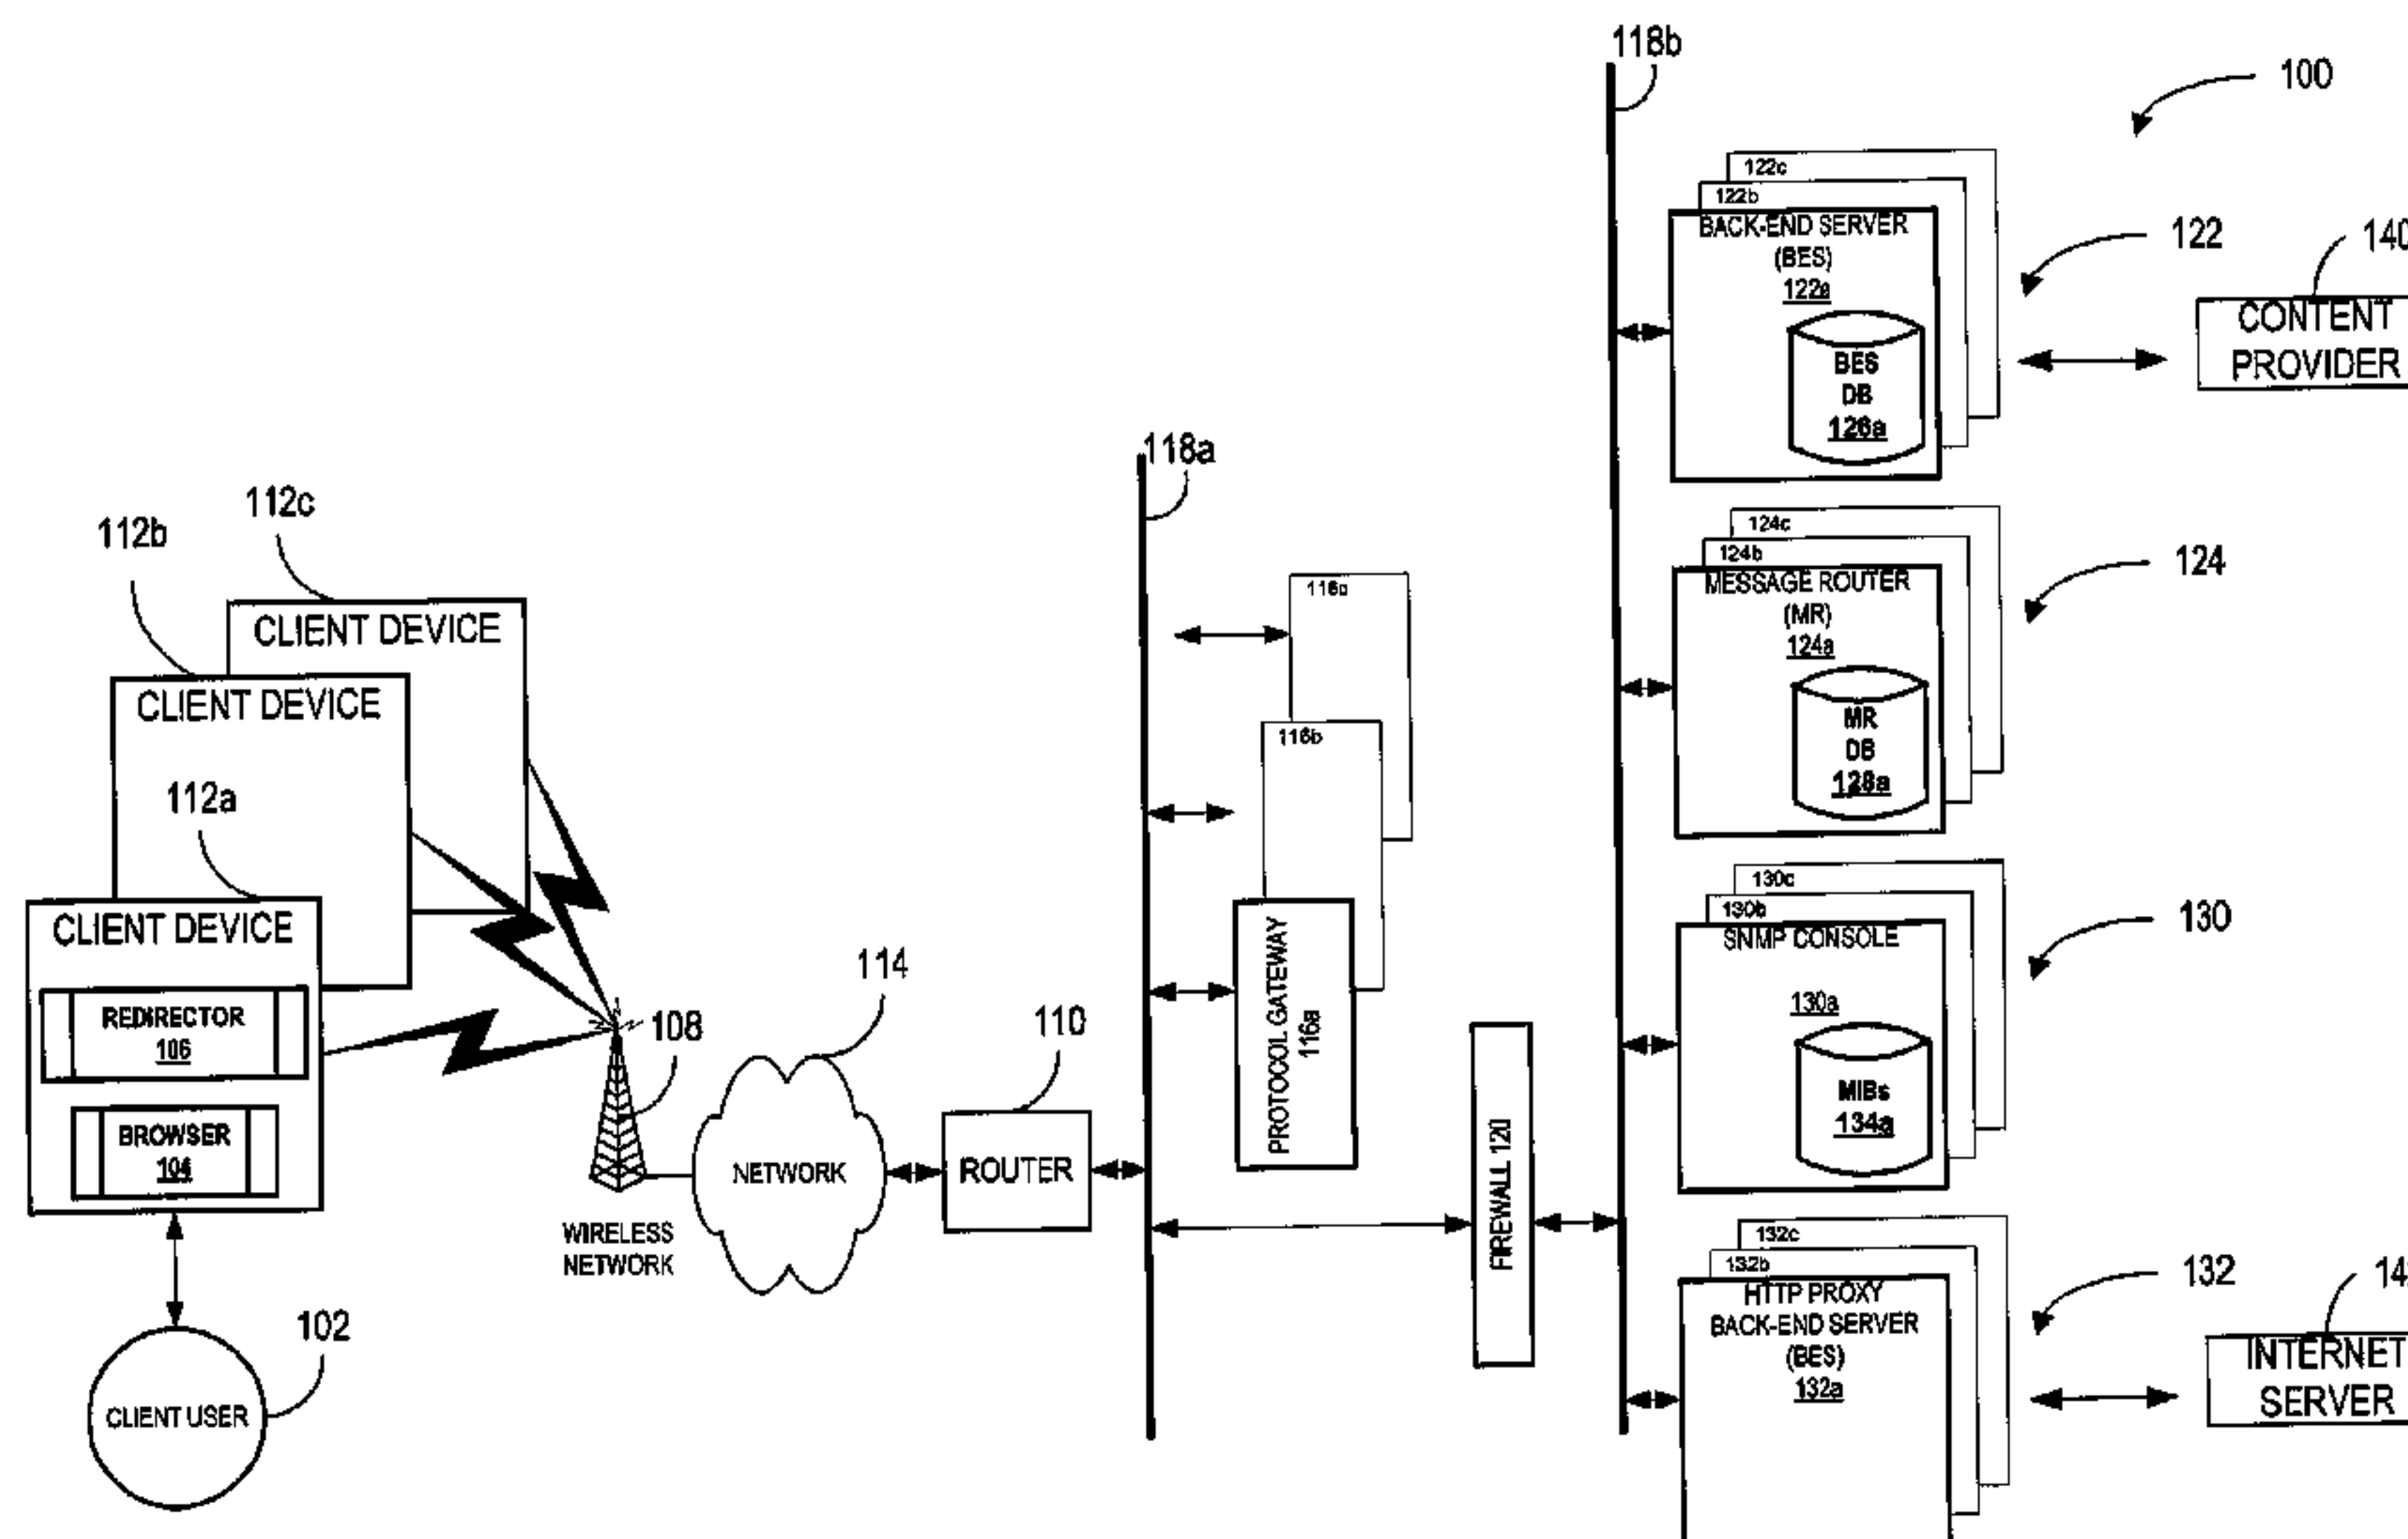 118b
100
122c
122b
BACK-END SERVER
(BES)
122a
BES
DB
126a
122
140
CONTENT
PROVIDER
118a
124c
124b
MESSAGE ROUTER
(MR)
124a
MR
DB
128a
124
112c
112b
CLIENT DEVICE
CLIENT DEVICE
112a
CLIENT DEVICE
REDIRECTOR
106
BROWSER
104
116c
116b
PROTOCOL GATEWAY
116a
130c
130b
SNMP CONSOLE
130a
MIBs
134a
130
114
108
110
NETWORK
ROUTER
WIRELESS
NETWORK
FIREWALL 120
132c
132b
HTTP PROXY
BACK-END SERVER
(BES)
132a
132
INTERNET
SERVER
102
CLIENT USER